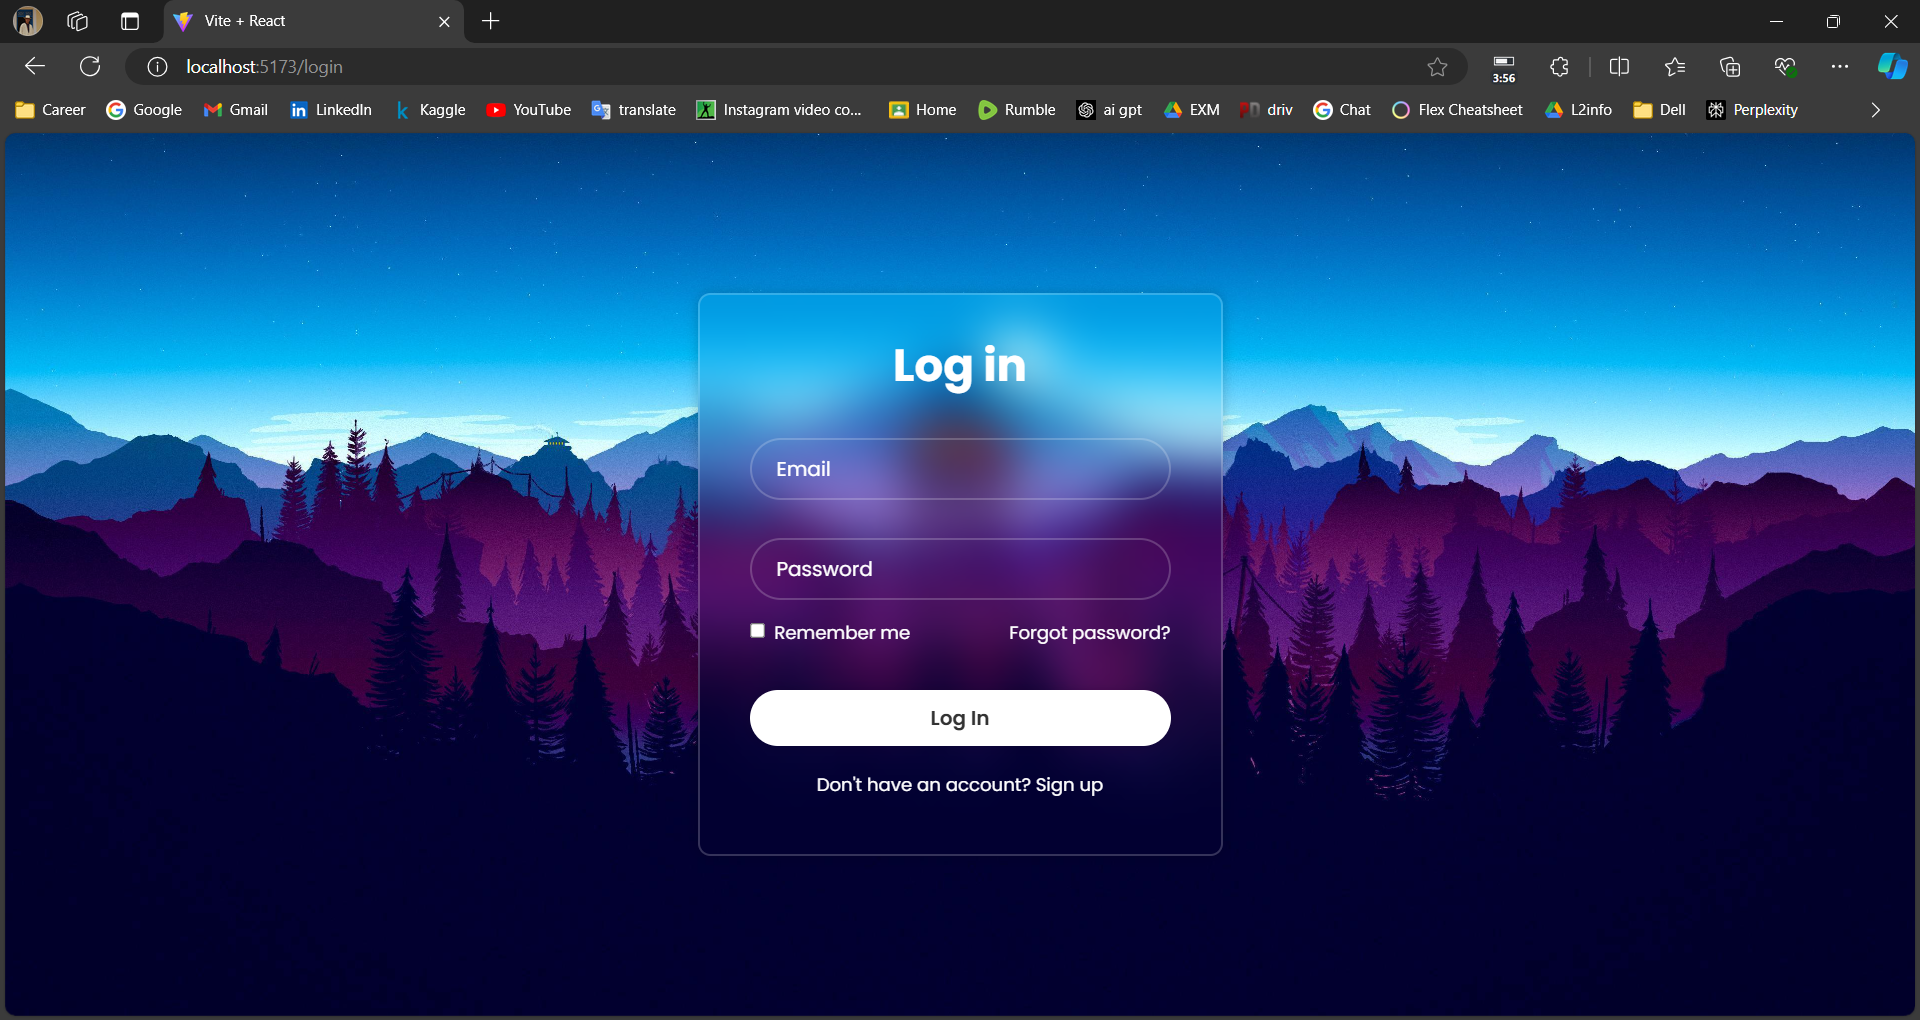 Vite + React
localhost:5173/login
3:56
Career Google Gmail LinkedIn Kaggle YouTube translate Instagram video co... Home Rumble ai gpt EXM driv Chat Flex Cheatsheet L2info Dell Perplexity
Log in
Email
Password
Remember me Forgot password?
Log In
Don't have an account? Sign up